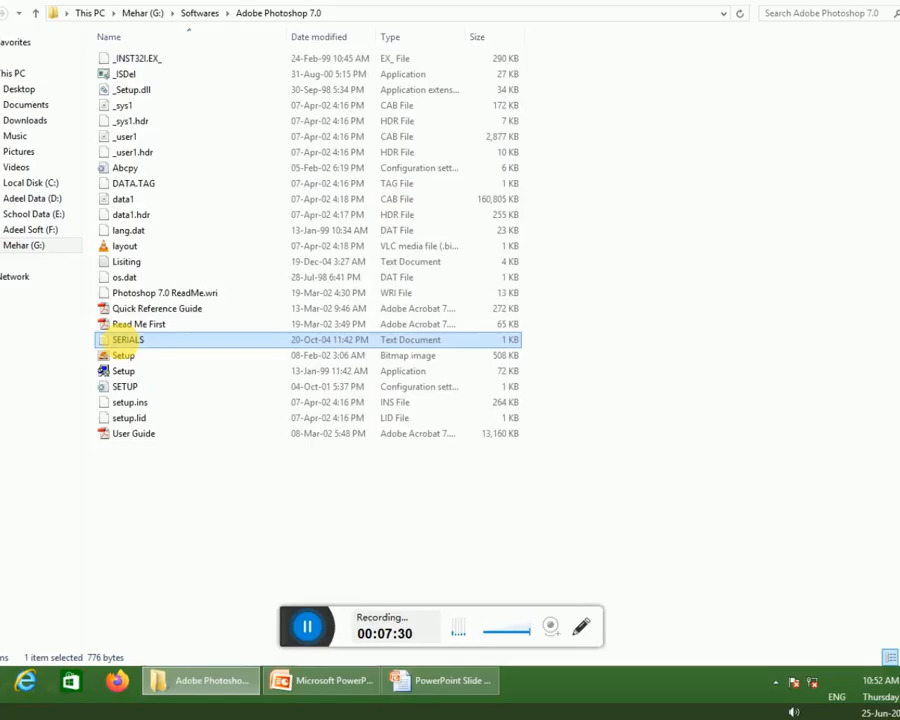 This PC > Mehar (G:) > Softwares > Adobe Photoshop 7.0
Search Adobe Photoshop 7.0
avorites
his PC
Desktop
Documents
Downloads
Music
Pictures
Videos
Local Disk (C:)
Adeel Data (D:)
School Data (E:)
Adeel Soft (F:)
Mehar (G:)
Network
Name Date modified Type Size
_INST32I.EX_ 24-Feb-99 10:45 AM EX_ File 290 KB
_ISDel 31-Aug-00 5:15 PM Application 27 KB
_Setup.dll 30-Sep-98 5:34 PM Application extens... 34 KB
_sys1 07-Apr-02 4:16 PM CAB File 172 KB
_sys1.hdr 07-Apr-02 4:16 PM HDR File 7 KB
_user1 07-Apr-02 4:16 PM CAB File 2,877 KB
_user1.hdr 07-Apr-02 4:16 PM HDR File 10 KB
Abcpy 05-Feb-02 6:19 PM Configuration sett... 6 KB
DATA.TAG 07-Apr-02 4:16 PM TAG File 1 KB
data1 07-Apr-02 4:18 PM CAB File 160,805 KB
data1.hdr 07-Apr-02 4:17 PM HDR File 255 KB
lang.dat 13-Jan-99 10:34 AM DAT File 23 KB
layout 07-Apr-02 4:18 PM VLC media file (.bi... 1 KB
Lisiting 19-Dec-04 3:27 AM Text Document 4 KB
os.dat 28-Jul-98 6:41 PM DAT File 1 KB
Photoshop 7.0 ReadMe.wri 19-Mar-02 4:30 PM WRI File 13 KB
Quick Reference Guide 13-Mar-02 9:46 AM Adobe Acrobat 7.... 272 KB
Read Me First 19-Mar-02 3:49 PM Adobe Acrobat 7.... 65 KB
SERIALS 20-Oct-04 11:42 PM Text Document 1 KB
Setup 08-Feb-02 3:06 AM Bitmap image 508 KB
Setup 13-Jan-99 11:42 AM Application 72 KB
SETUP 04-Oct-01 5:37 PM Configuration sett... 1 KB
setup.ins 07-Apr-02 4:16 PM INS File 264 KB
setup.lid 07-Apr-02 4:16 PM LID File 1 KB
User Guide 08-Mar-02 5:48 PM Adobe Acrobat 7.... 13,160 KB
Recording...
00:07:30
ms 1 item selected 776 bytes
Adobe Photosho... Microsoft PowerP... PowerPoint Slide ...
10:52 AM
ENG Thursday
25-Jun-20